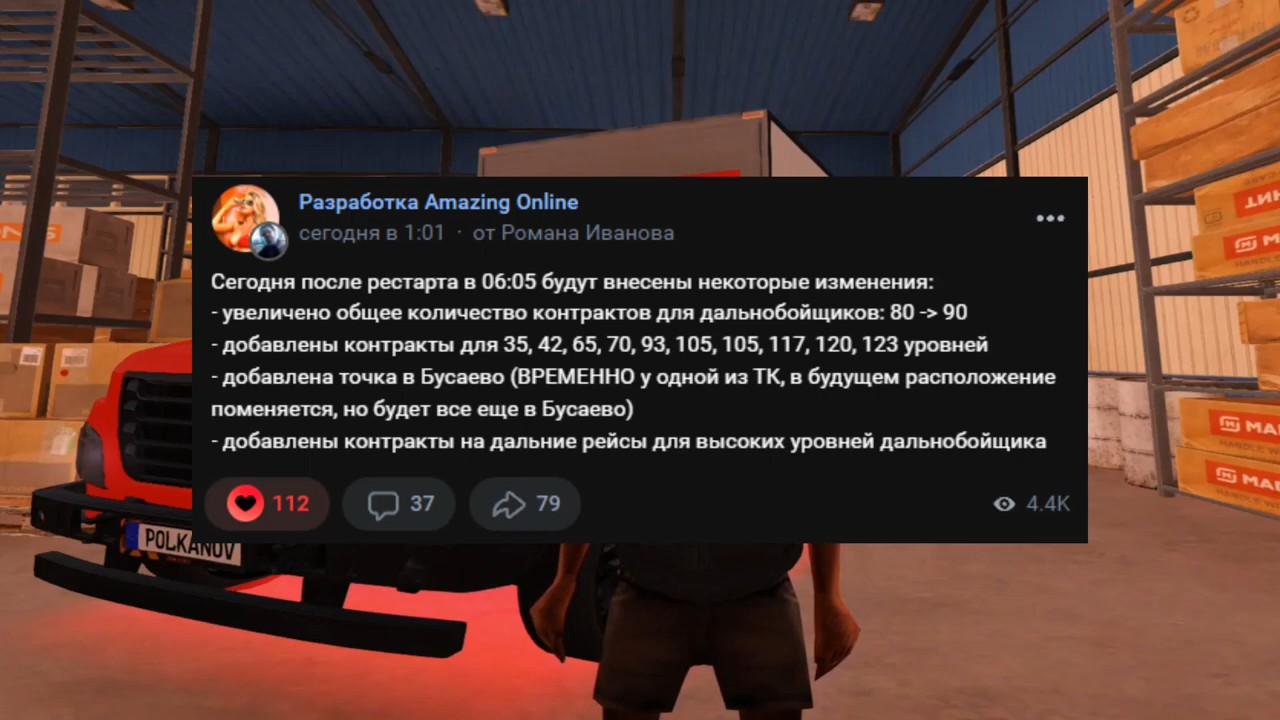 Разработка Amazing Online
сегодня в 1:01 · от Романа Иванова
Сегодня после рестарта в 06:05 будут внесены некоторые изменения:
- увеличено общее количество контрактов для дальнобойщиков: 80 -> 90
- добавлены контракты для 35, 42, 65, 70, 93, 105, 105, 117, 120, 123 уровней
- добавлена точка в Бусаево (ВРЕМЕННО у одной из ТК, в будущем расположение
поменяется, но будет все еще в Бусаево)
- добавлены контракты на дальние рейсы для высоких уровней дальнобойщика
112 37 79 4.4K
POLKANOV